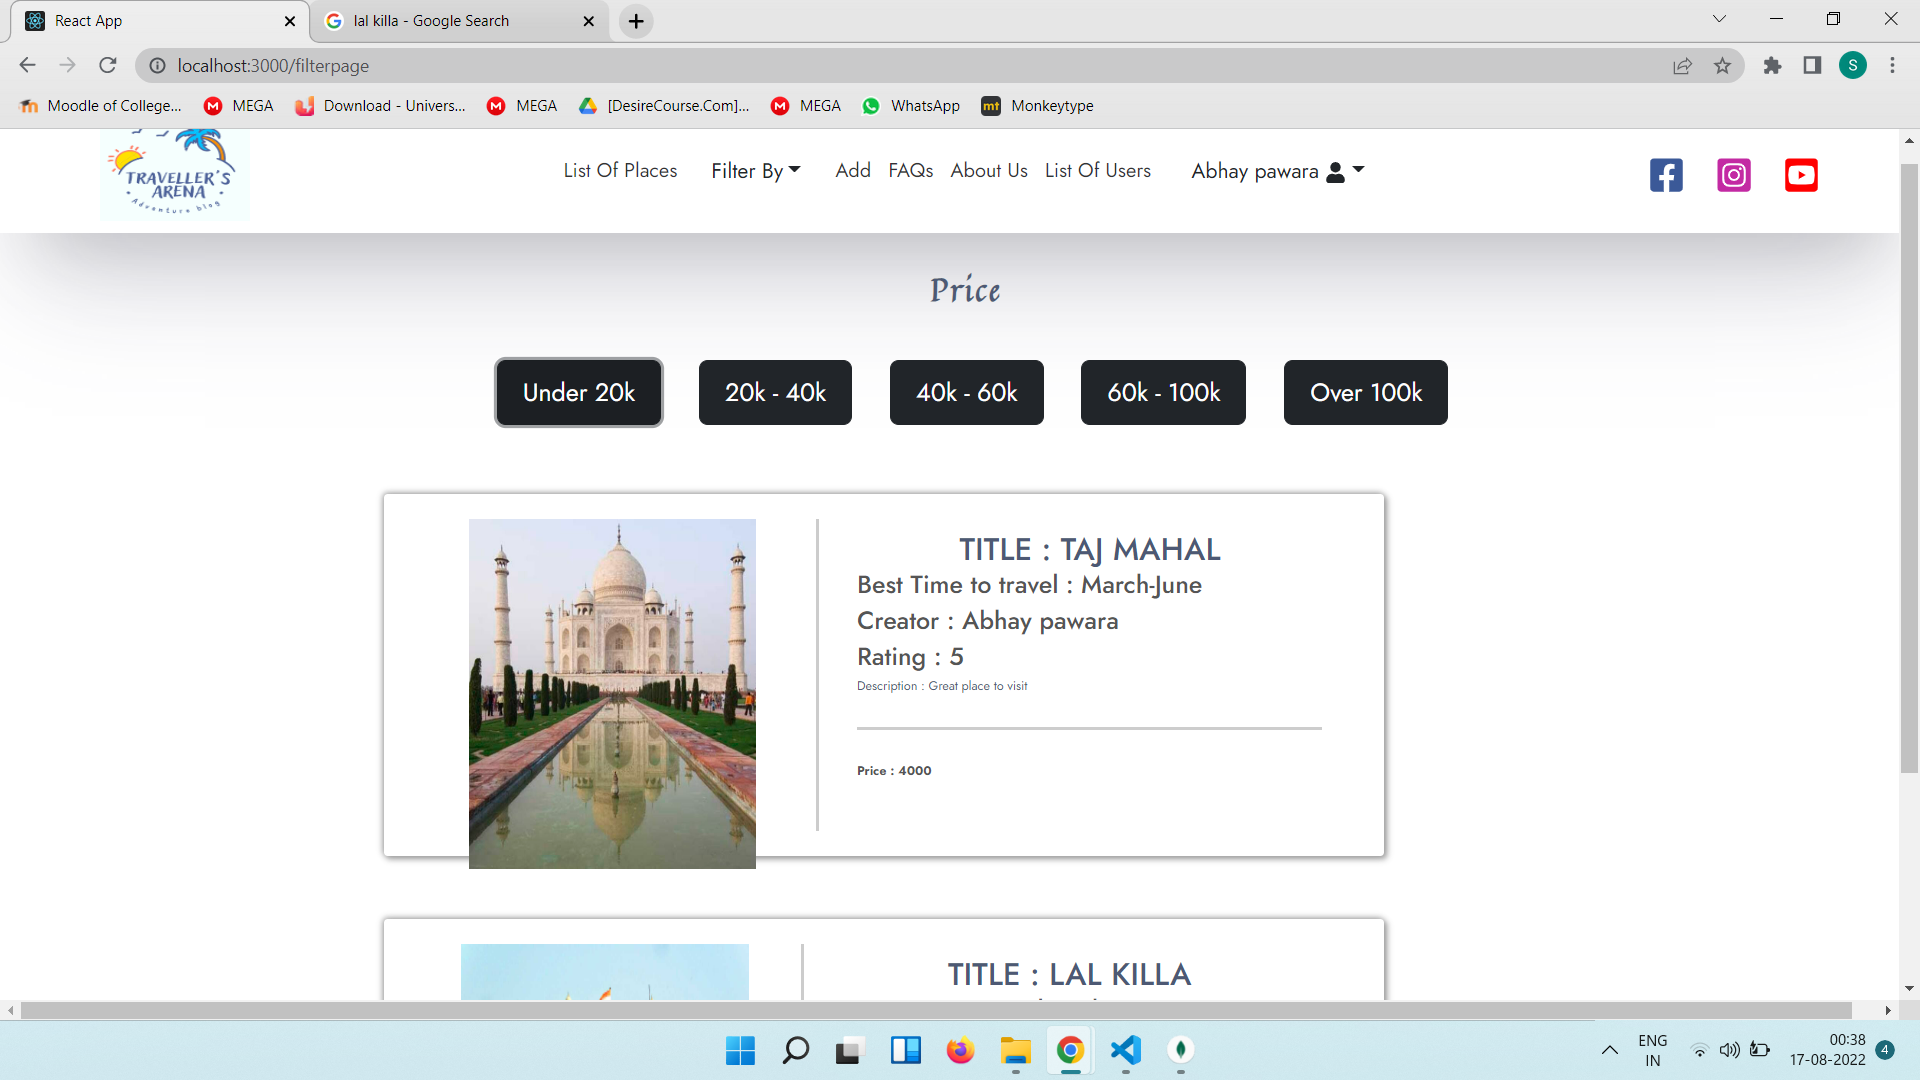 React App
lal killa - Google Search
localhost:3000/filterpage
S
Moodle of College...
MEGA
Download - Univers...
MEGA
[DesireCourse.Com]...
MEGA
WhatsApp
mt
Monkeytype
TRAVELLER'S
ARENA
Adventure blog
List Of Places
Filter By
Add
FAQs
About Us
List Of Users
Abhay pawara
Price
Under 20k
20k - 40k
40k - 60k
60k - 100k
Over 100k
TITLE : TAJ MAHAL
Best Time to travel : March-June
Creator : Abhay pawara
Rating : 5
Description : Great place to visit
Price : 4000
TITLE : LAL KILLA
ENG
IN
00:38
17-08-2022
4